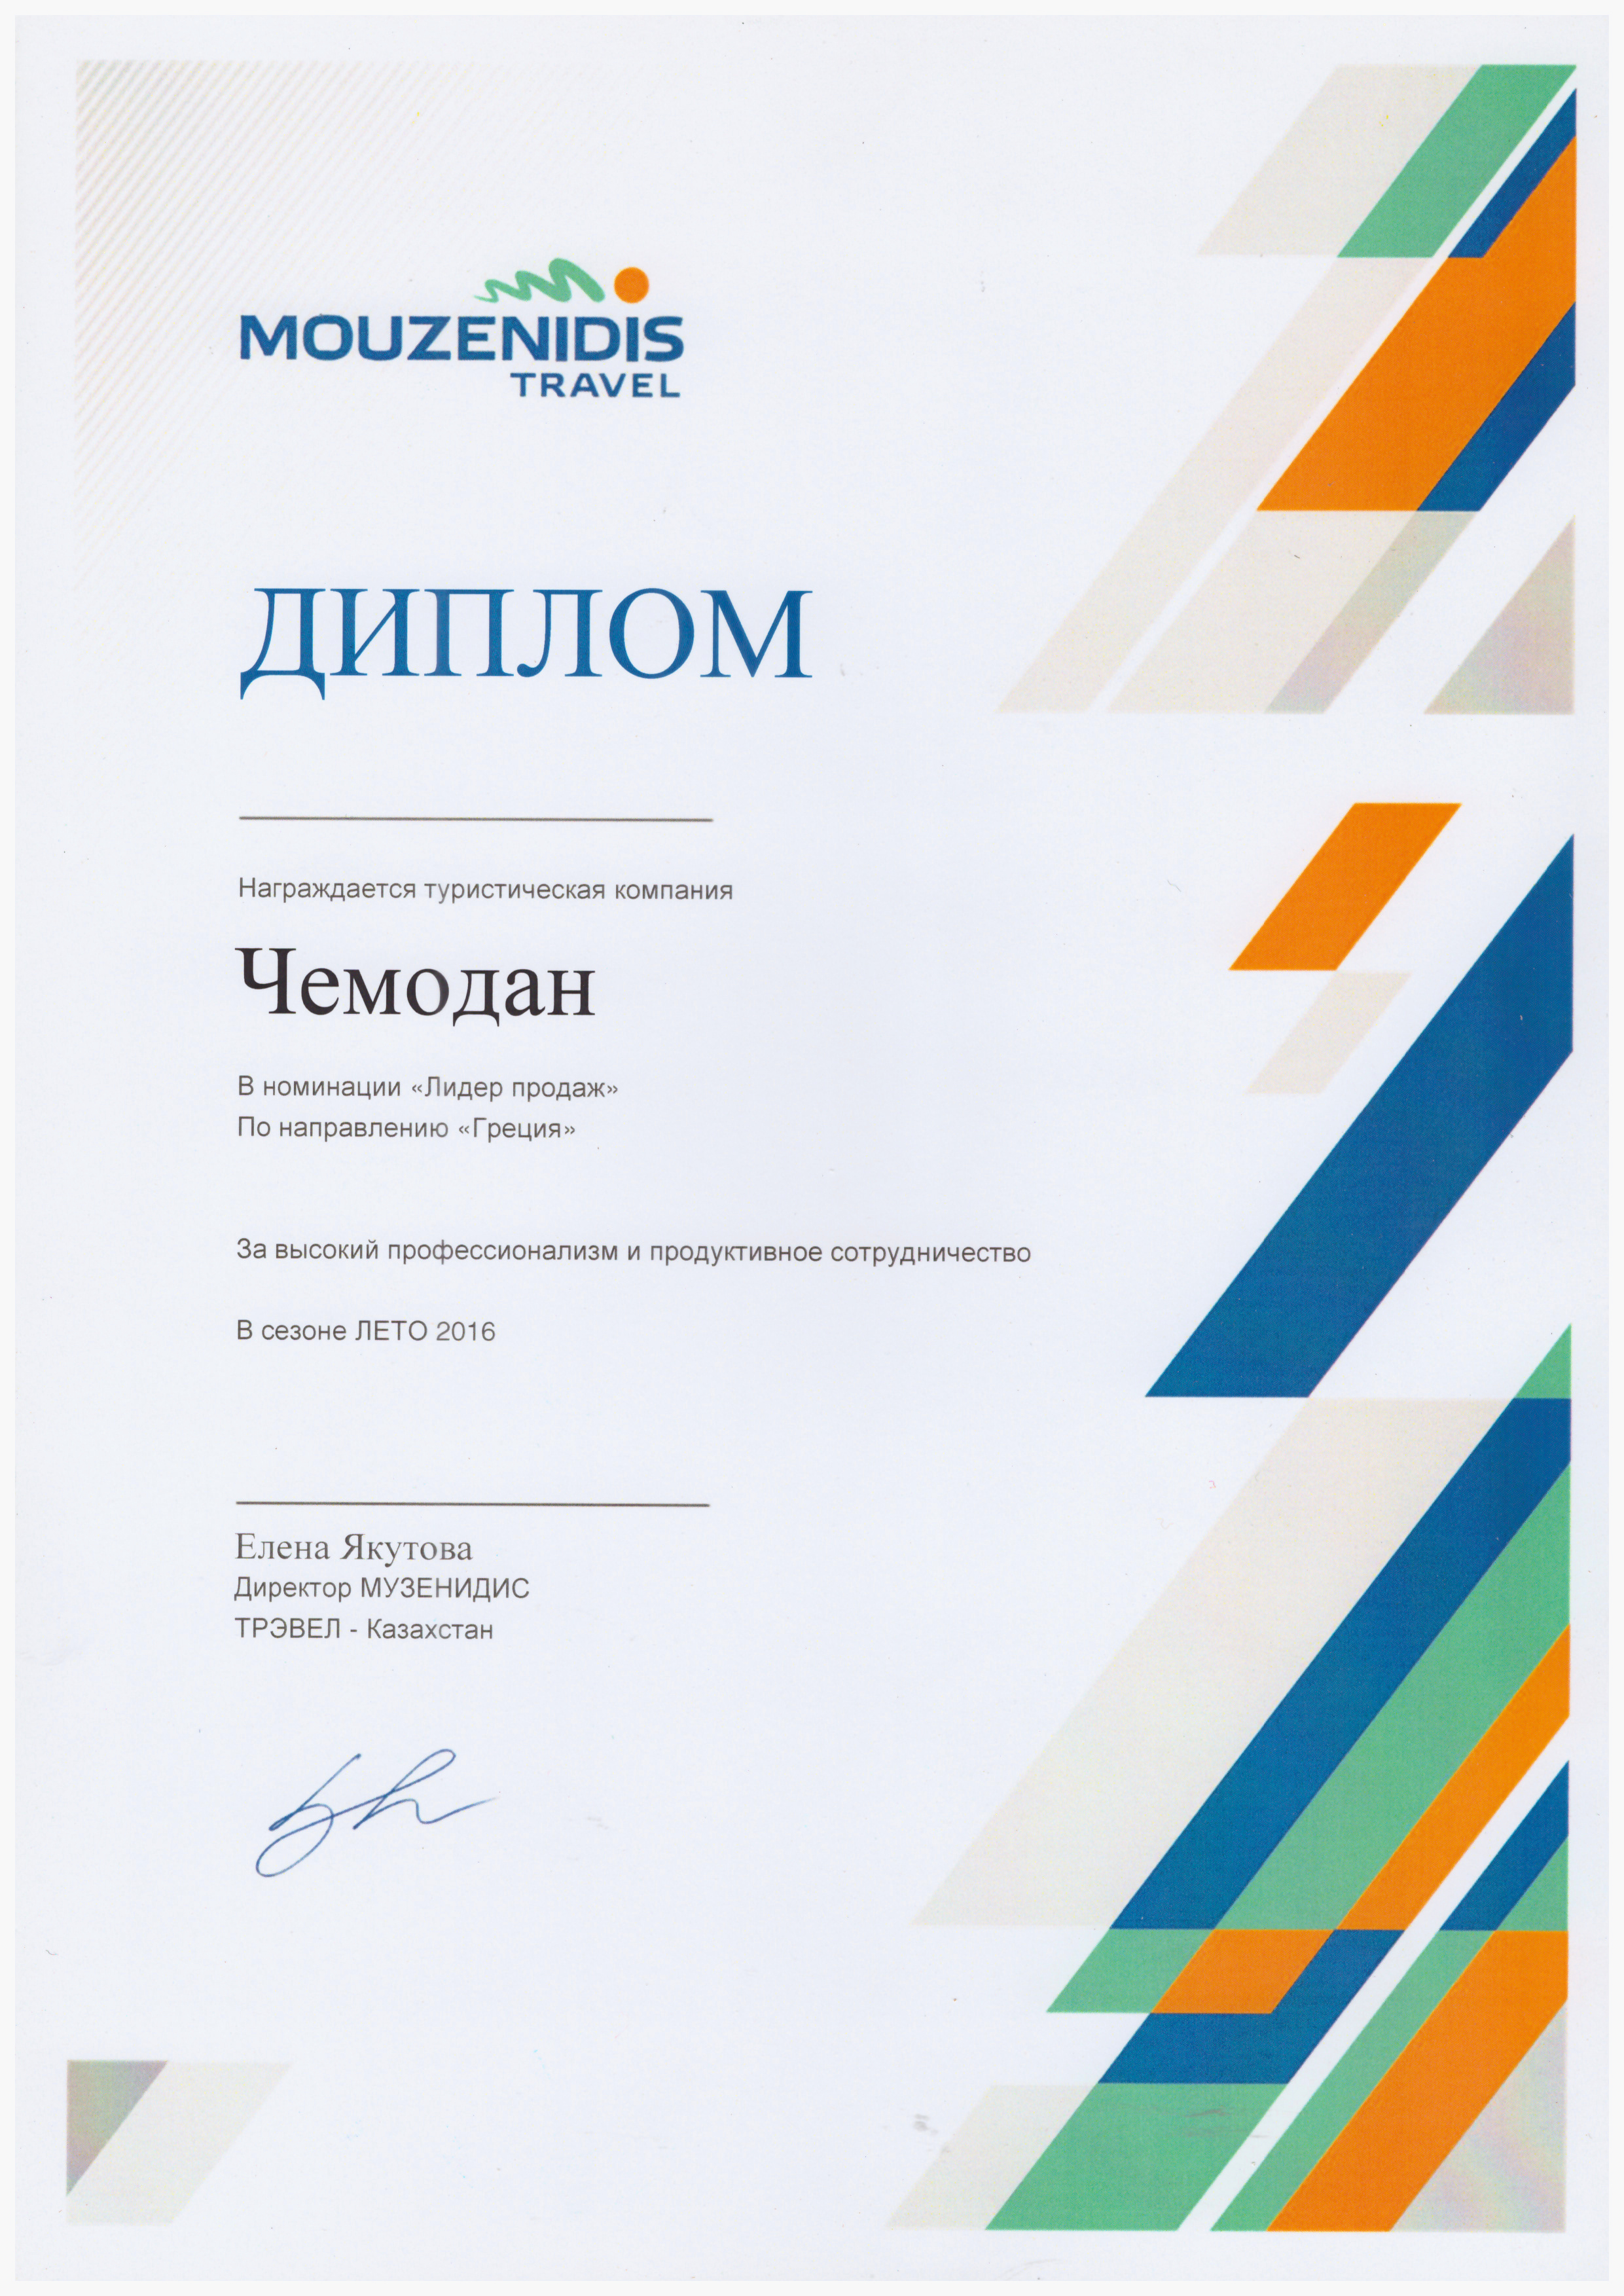 MOUZENIDIS
TRAVEL
ДИПЛОМ
Награждается туристическая компания
Чемодан
В номинации «Лидер продаж»
По направлению «Греция»
За высокий профессионализм и продуктивное сотрудничество
В сезоне ЛЕТО 2016
Елена Якутова
Директор МУЗЕНИДИС
ТРЭВЕЛ - Казахстан